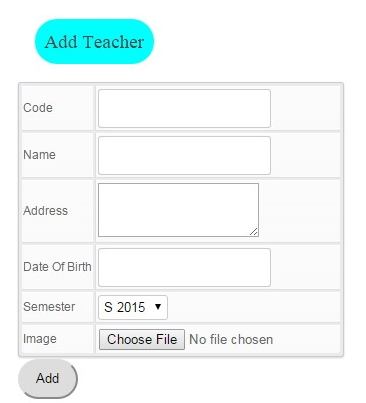 Add Teacher
Code
Name
Address
Date Of Birth
Semester S 2015
Image Choose File No file chosen
Add